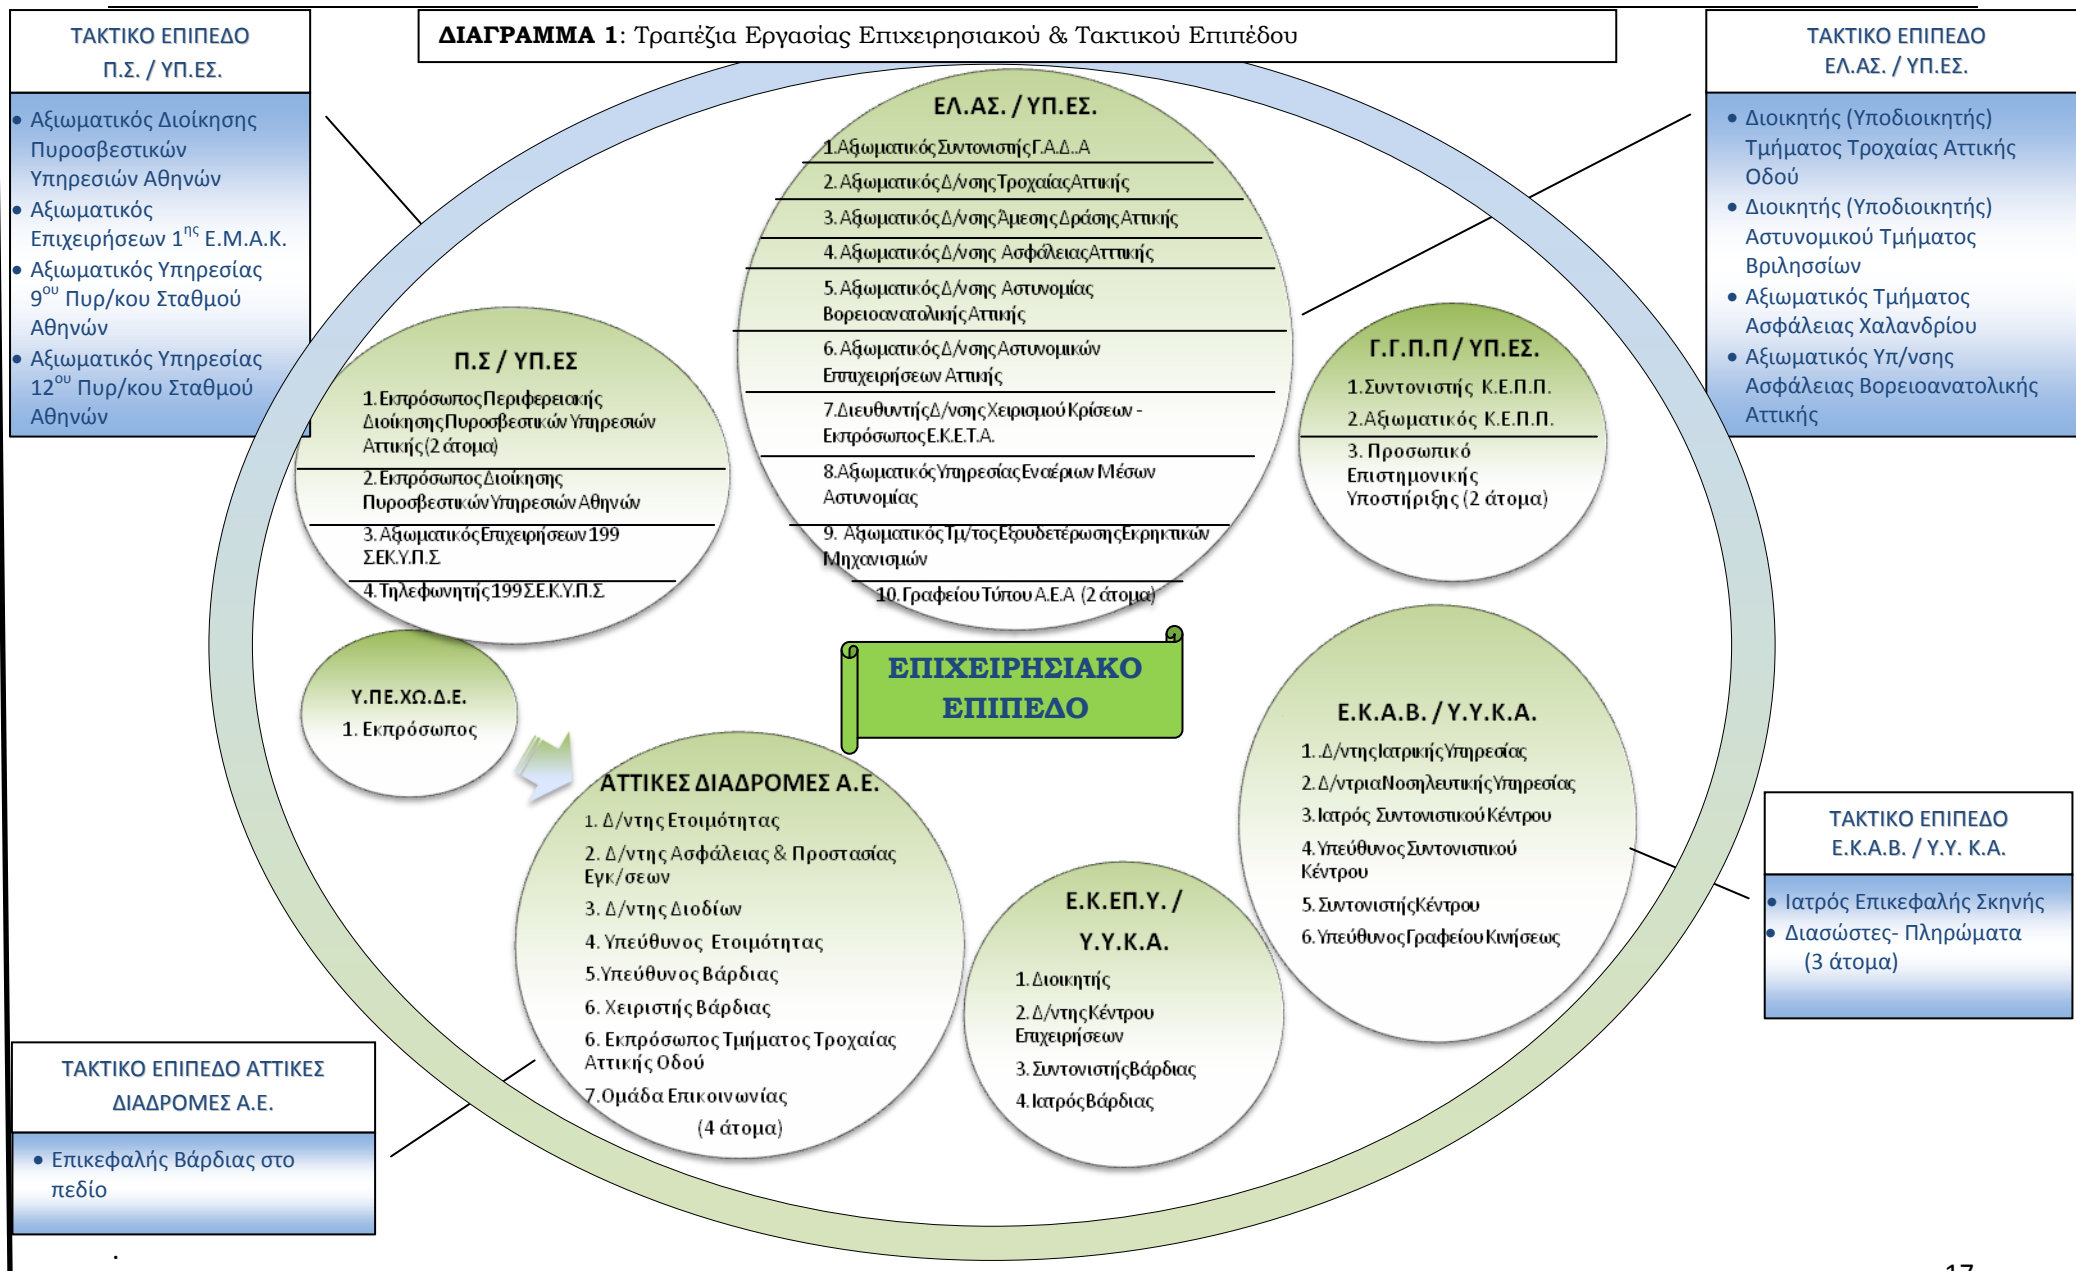 ΔΙΑΓΡΑΜΜΑ 1: Τραπέζια Εργασίας Επιχειρησιακού & Τακτικού Επιπέδου
ΤΑΚΤΙΚΟ ΕΠΙΠΕΔΟ
Π.Σ. / ΥΠ.ΕΣ.
• Αξιωματικός Διοίκησης
Πυροσβεστικών
Υπηρεσιών Αθηνών
• Αξιωματικός
Επιχειρήσεων 1ης Ε.Μ.Α.Κ.
• Αξιωματικός Υπηρεσίας
9ου Πυρ/κου Σταθμού
Αθηνών
• Αξιωματικός Υπηρεσίας
12ου Πυρ/κου Σταθμού
Αθηνών
ΕΛ.ΑΣ. / ΥΠ.ΕΣ.
1.Αξιωματικός Συντονιστής Γ.Α.Δ..Α
2. Αξιωματικός Δ/νσης Τροχαίας Αττικής
3. Αξιωματικός Δ/νσης Άμεσης Δράσης Αττικής
4. Αξιωματικός Δ/νσης Ασφάλειας Ατττικής
5. Αξιωματικός Δ/νσης Αστυνομίας
Βορειοανατολικής Αττικής
6. Αξιωματικός Δ/νσης Αστυνομικών
Εππιχειρήσεων Αττικής
7.Διευθυντής Δ/νσης Χειρισμού Κρίσεων -
Εκπρόσωπος Ε.Κ.Ε.Τ.Α.
8.Αξιωματικός Υπηρεσίας Εναέριων Μέσων
Αστυνομίας
9. Αξιωματικός Τμ/τος Εξουδετέρωσης Εκρηκτικών
Μηχανισμών
10. Γραφείου Τύπου Α.Ε.Α (2 άτομα)
ΤΑΚΤΙΚΟ ΕΠΙΠΕΔΟ
ΕΛ.ΑΣ. / ΥΠ.ΕΣ.
• Διοικητής (Υποδιοικητής)
Τμήματος Τροχαίας Αττικής
Οδού
• Διοικητής (Υποδιοικητής)
Αστυνομικού Τμήματος
Βριλησσίων
• Αξιωματικός Τμήματος
Ασφάλειας Χαλανδρίου
• Αξιωματικός Υπ/νσης
Ασφάλειας Βορειοανατολικής
Αττικής
Π.Σ / ΥΠ.ΕΣ
1. Εκπρόσωπος Περιφερειακής
Διοίκησης Πυροσβεστικών Υπηρεσιών
Αττικής (2 άτομα)
2. Εκπρόσωπος Διοίκησης
Πυροσβεστικών Υπηρεσιών Αθηνών
3. Αξιωματικός Επιχειρήσεων 199
Σ.ΕΚ.Υ.Π.Σ
4. Τηλεφωνητής 199 Σ.Ε.Κ.Υ.Π.Σ
Γ.Γ.Π.Π / ΥΠ.ΕΣ.
1.Συντονιστής Κ.Ε.Π.Π.
2.Αξιωματικός Κ.Ε.Π.Π.
3. Προσωπικό
Επιστημονικής
Υποστήριξης (2 άτομα)
Υ.ΠΕ.ΧΩ.Δ.Ε.
1. Εκπρόσωπος
ΕΠΙΧΕΙΡΗΣΙΑΚΟ
ΕΠΙΠΕΔΟ
ΑΤΤΙΚΕΣ ΔΙΑΔΡΟΜΕΣ Α.Ε.
1. Δ/ντης Ετοιμότητας
2. Δ/ντης Ασφάλειας & Προστασίας
Εγκ/σεων
3. Δ/ντης Διοδίων
4. Υπεύθυνος Ετοιμότητας
5.Υπεύθυνος Βάρδιας
6. Χειριστής Βάρδιας
6. Εκπρόσωπος Τμήματος Τροχαίας
Αττικής Οδού
7.Ομάδα Επικοινωνίας
(4 άτομα)
Ε.Κ.ΕΠ.Υ. /
Υ.Υ.Κ.Α.
1.Διοικητής
2. Δ/ντης Κέντρου
Επιχειρήσεων
3. Συντονιστής Βάρδιας
4. Ιατρός Βάρδιας
Ε.Κ.Α.Β. / Υ.Υ.Κ.Α.
1. .Δ/ντης Ιατρικής Υπηρεσίας
2. Δ/ντρια Νοσηλευτικής Υπηρεσίας
3. Ιατρός Συντονιστικού Κέντρου
4. Υπεύθυνος Συντονιστικού
Κέντρου
5. Συντονιστής Κέντρου
6. Υπεύθυνος Γραφείου Κινήσεως
ΤΑΚΤΙΚΟ ΕΠΙΠΕΔΟ
Ε.Κ.Α.Β. / Υ.Υ. Κ.Α.
• Ιατρός Επικεφαλής Σκηνής
• Διασώστες- Πληρώματα
(3 άτομα)
ΤΑΚΤΙΚΟ ΕΠΙΠΕΔΟ ΑΤΤΙΚΕΣ
ΔΙΑΔΡΟΜΕΣ Α.Ε.
• Επικεφαλής Βάρδιας στο
πεδίο
.
17